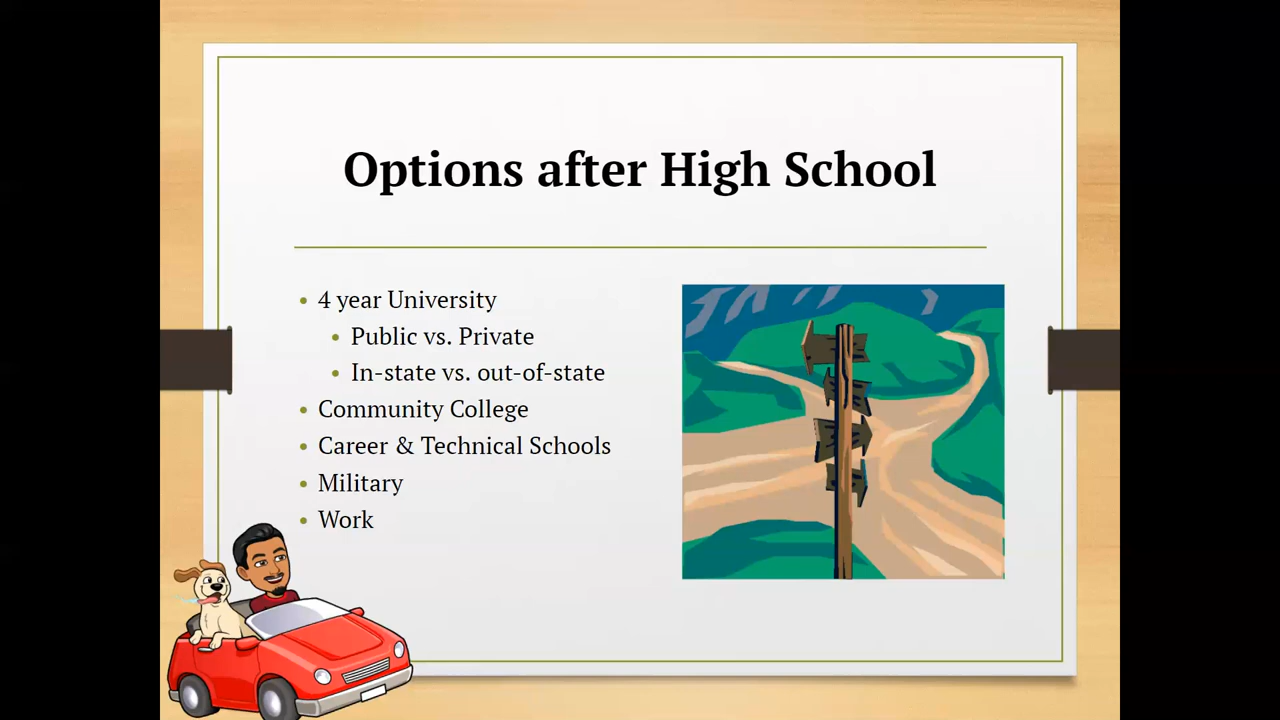 Options after High School
4 year University
Public vs. Private
In-state vs. out-of-state
Community College
Career & Technical Schools
Military
Work